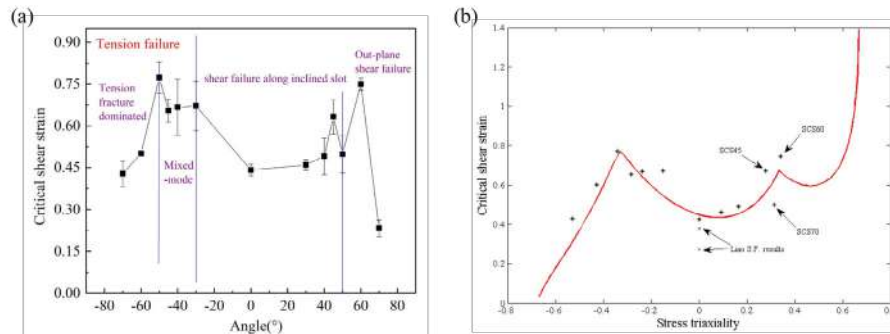 (a)
Tension failure
Out-plane
shear failure
shear failure along inclined slot
Tension
fracture
dominated
Mixed
-mode
Critical shear strain
0.90
0.75
0.60
0.45
0.30
0.15
0.00
-80 -60 -40 -20 0 20 40 60 80
Angle(°)
(b)
Critical shear strain
1.4
1.2
1
0.8
0.6
0.4
0.2
0
SCS45
SCS60
SCS70
-0.8 -0.6 -0.4 -0.2 0 0.2 0.4 0.6 0.8
Stress triaxiality